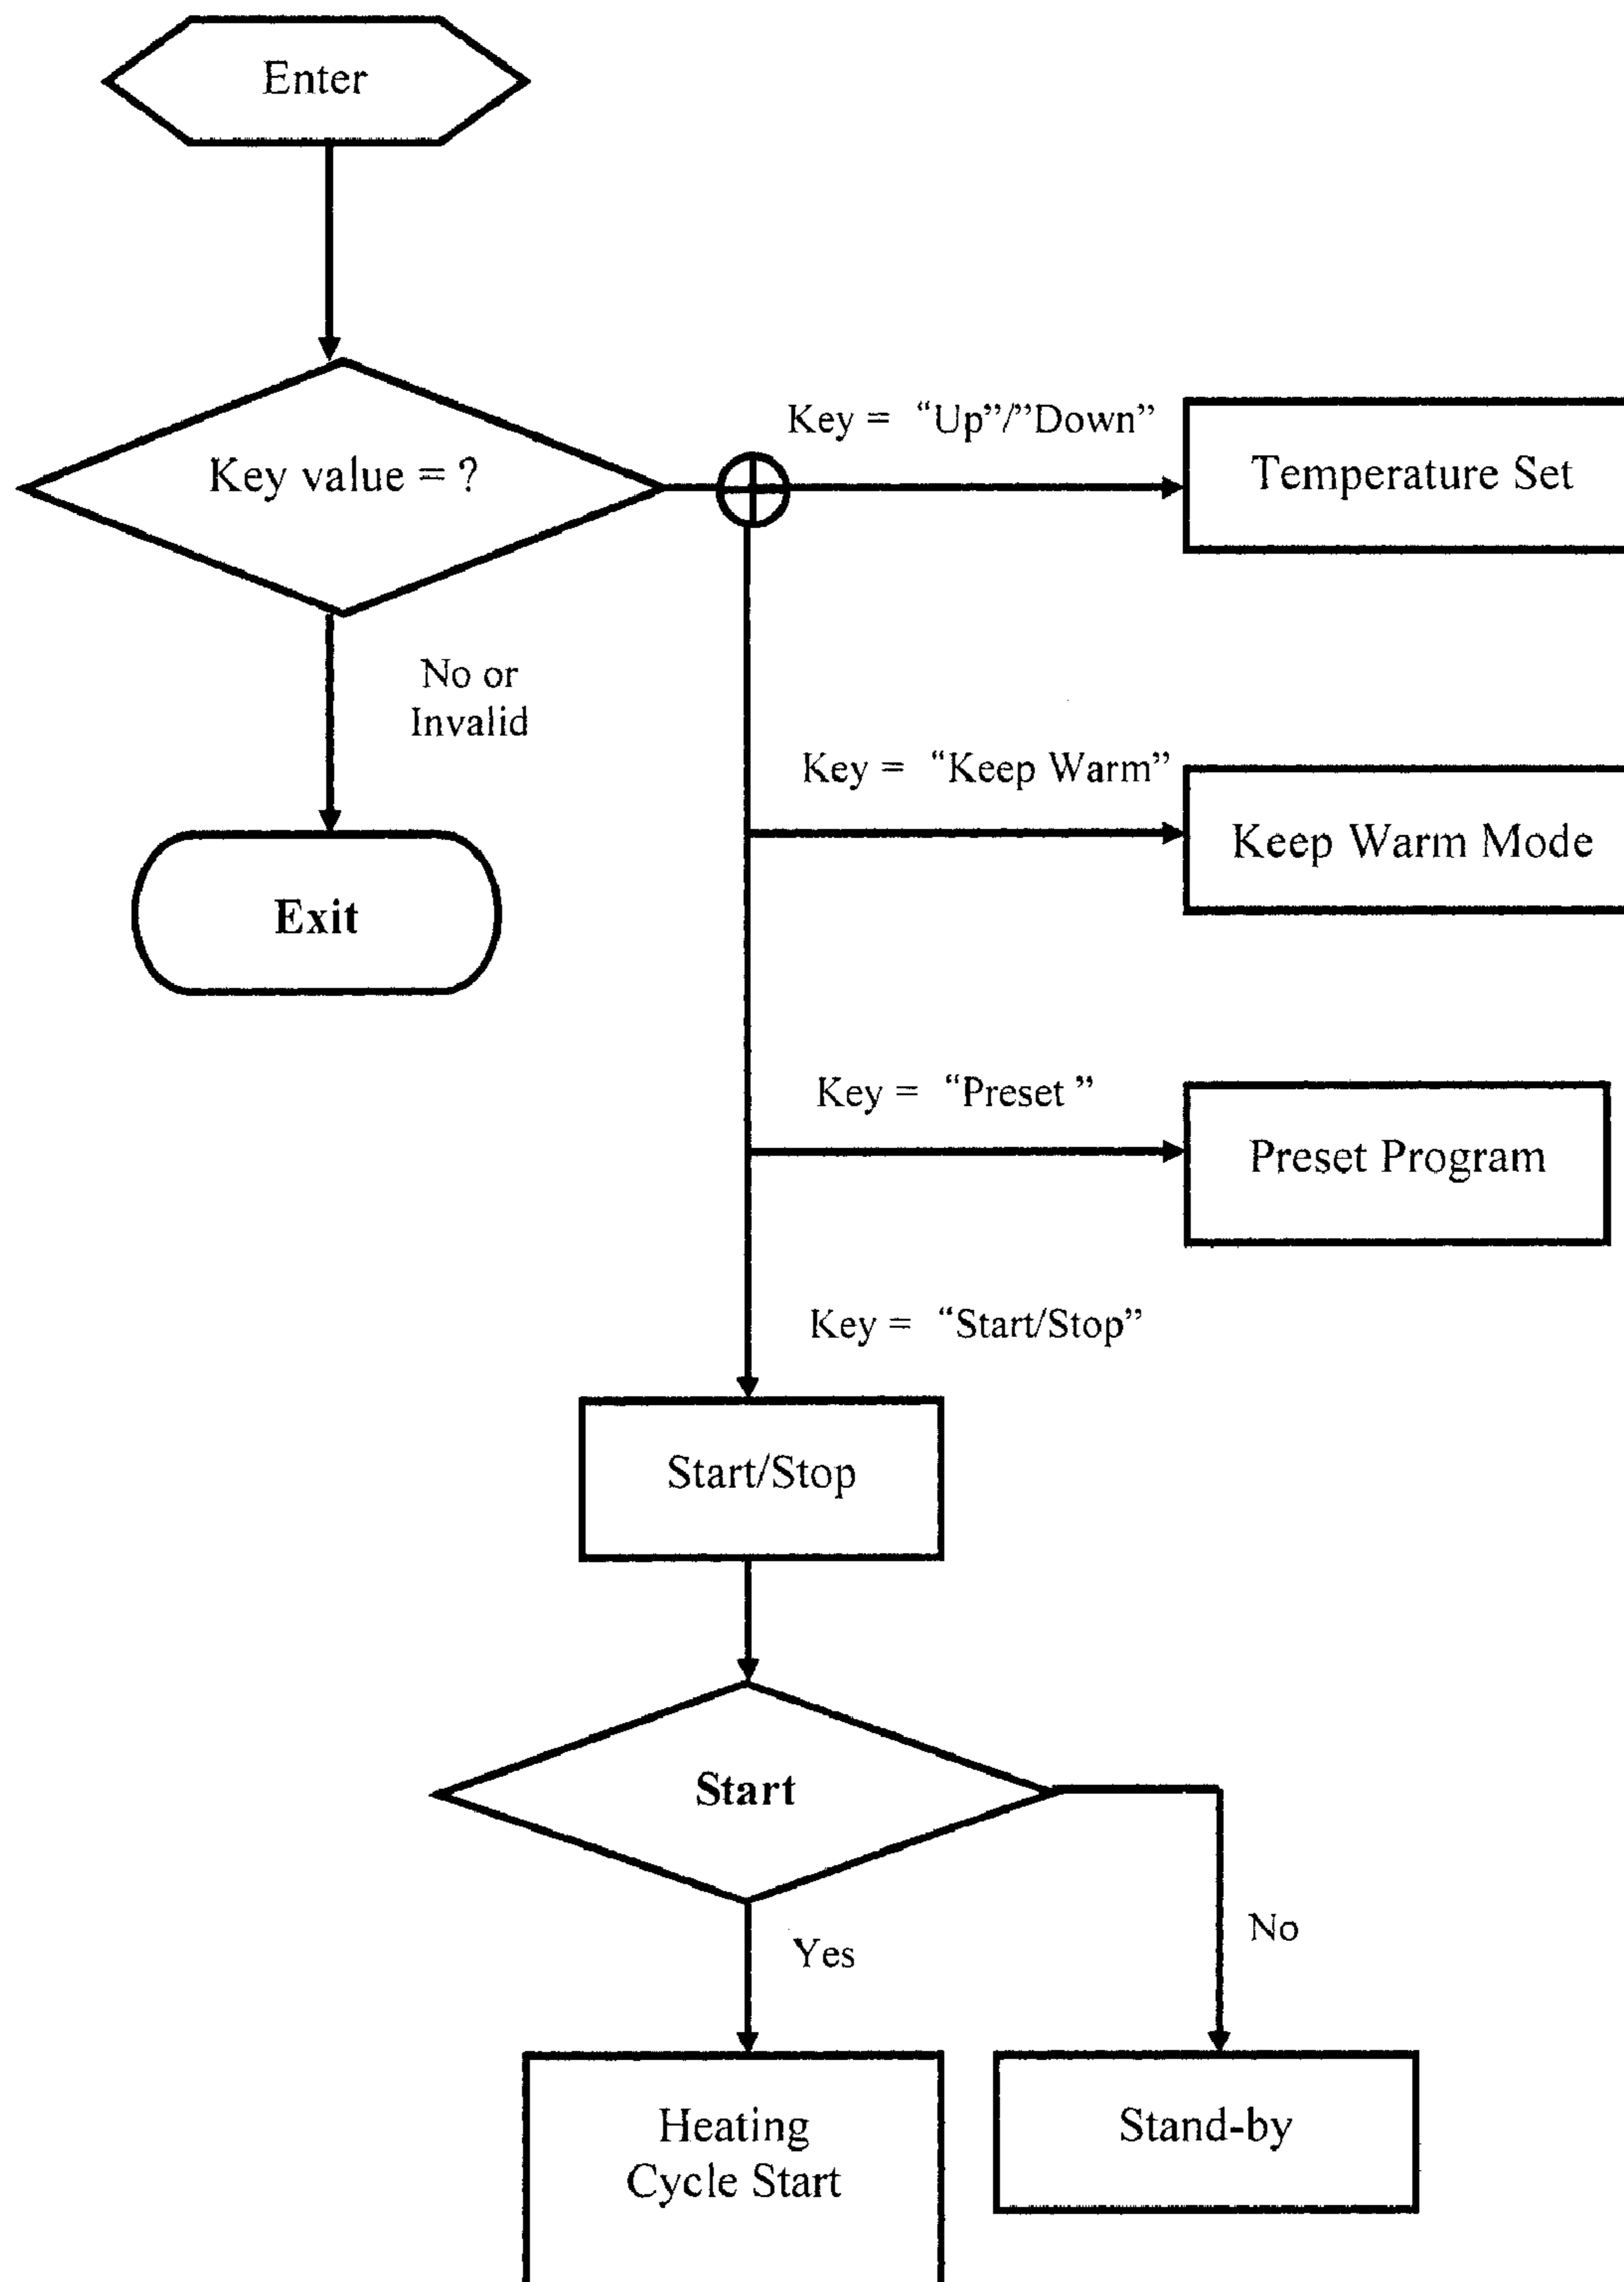 Enter
Key value = ?
Key = “Up”/”Down”
Temperature Set
No or
Invalid
Exit
Key = “Keep Warm”
Keep Warm Mode
Key = “Preset ”
Preset Program
Key = “Start/Stop”
Start/Stop
Start
Yes
No
Heating
Cycle Start
Stand-by